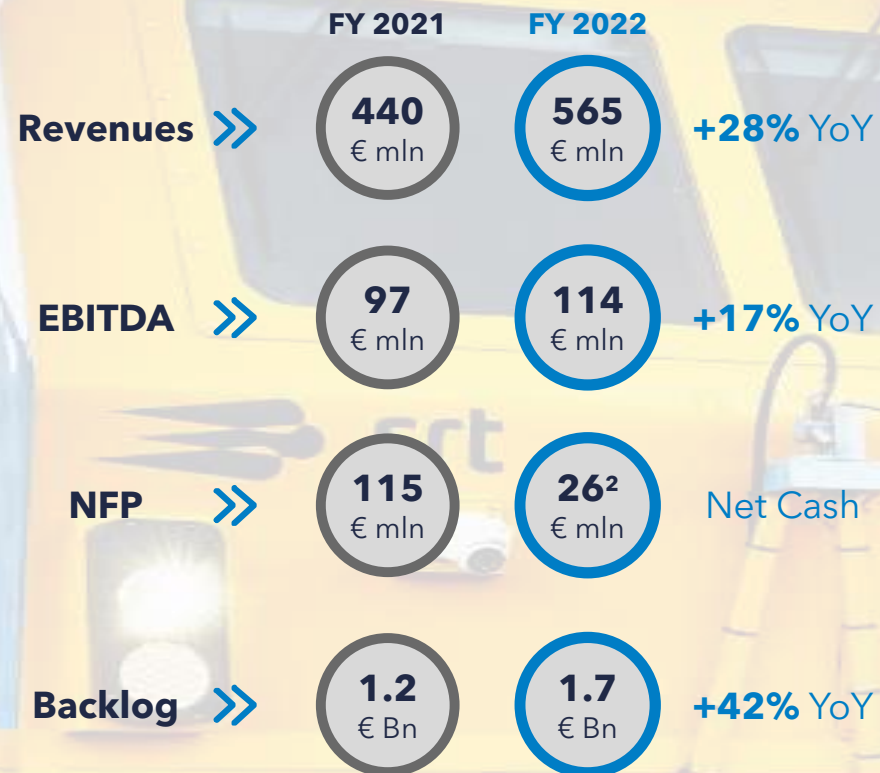 FY 2021 FY 2022
Revenues 440 € mln 565 € mln +28% YoY
EBITDA 97 € mln 114 € mln +17% YoY
srt
NFP 115 € mln 26² € mln Net Cash
Backlog 1.2 € Bn 1.7 € Bn +42% YoY